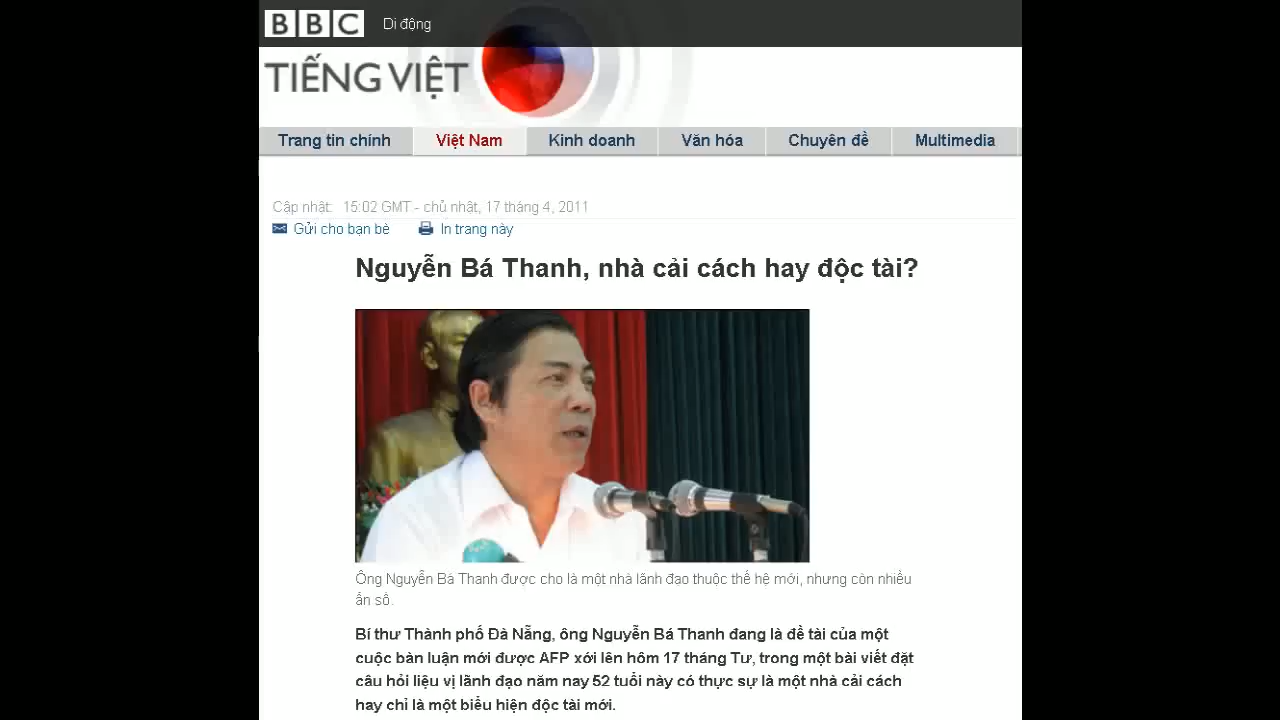 BBC Di động
TIẾNG VIỆT
Trang tin chính Việt Nam Kinh doanh Văn hóa Chuyên đề Multimedia
Cập nhật: 15:02 GMT - chủ nhật, 17 tháng 4, 2011
Gửi cho bạn bè In trang này
Nguyễn Bá Thanh, nhà cải cách hay độc tài?
Ông Nguyễn Bá Thanh được cho là một nhà lãnh đạo thuộc thế hệ mới, nhưng còn nhiều
ẩn số.
Bí thư Thành phố Đà Nẵng, ông Nguyễn Bá Thanh đang là đề tài của một
cuộc bàn luận mới được AFP xới lên hôm 17 tháng Tư, trong một bài viết đặt
câu hỏi liệu vị lãnh đạo năm nay 52 tuổi này có thực sự là một nhà cải cách
hay chỉ là một biểu hiện độc tài mới.